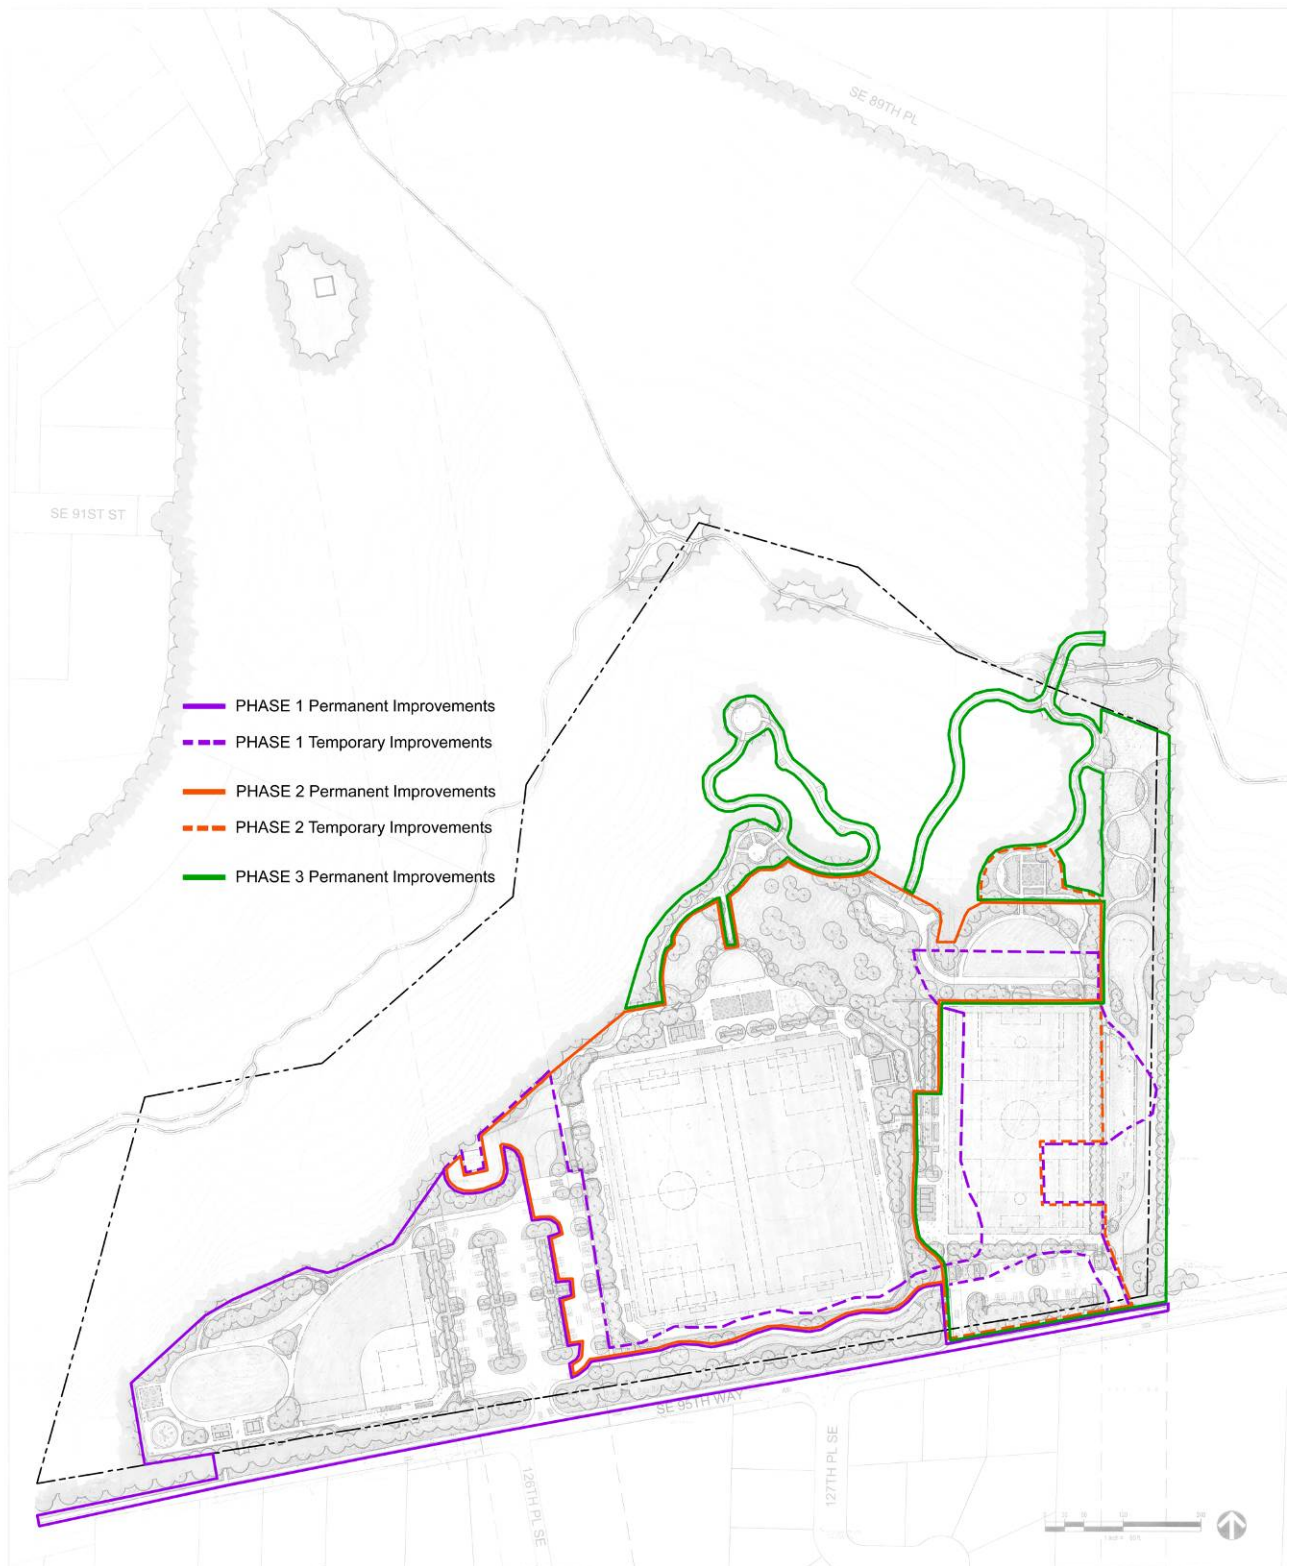 SE 89TH PL
SE 91ST ST
PHASE 1 Permanent Improvements
PHASE 1 Temporary Improvements
PHASE 2 Permanent Improvements
PHASE 2 Temporary Improvements
PHASE 3 Permanent Improvements
SE 95TH WAY
126TH PL SE
127TH PL SE